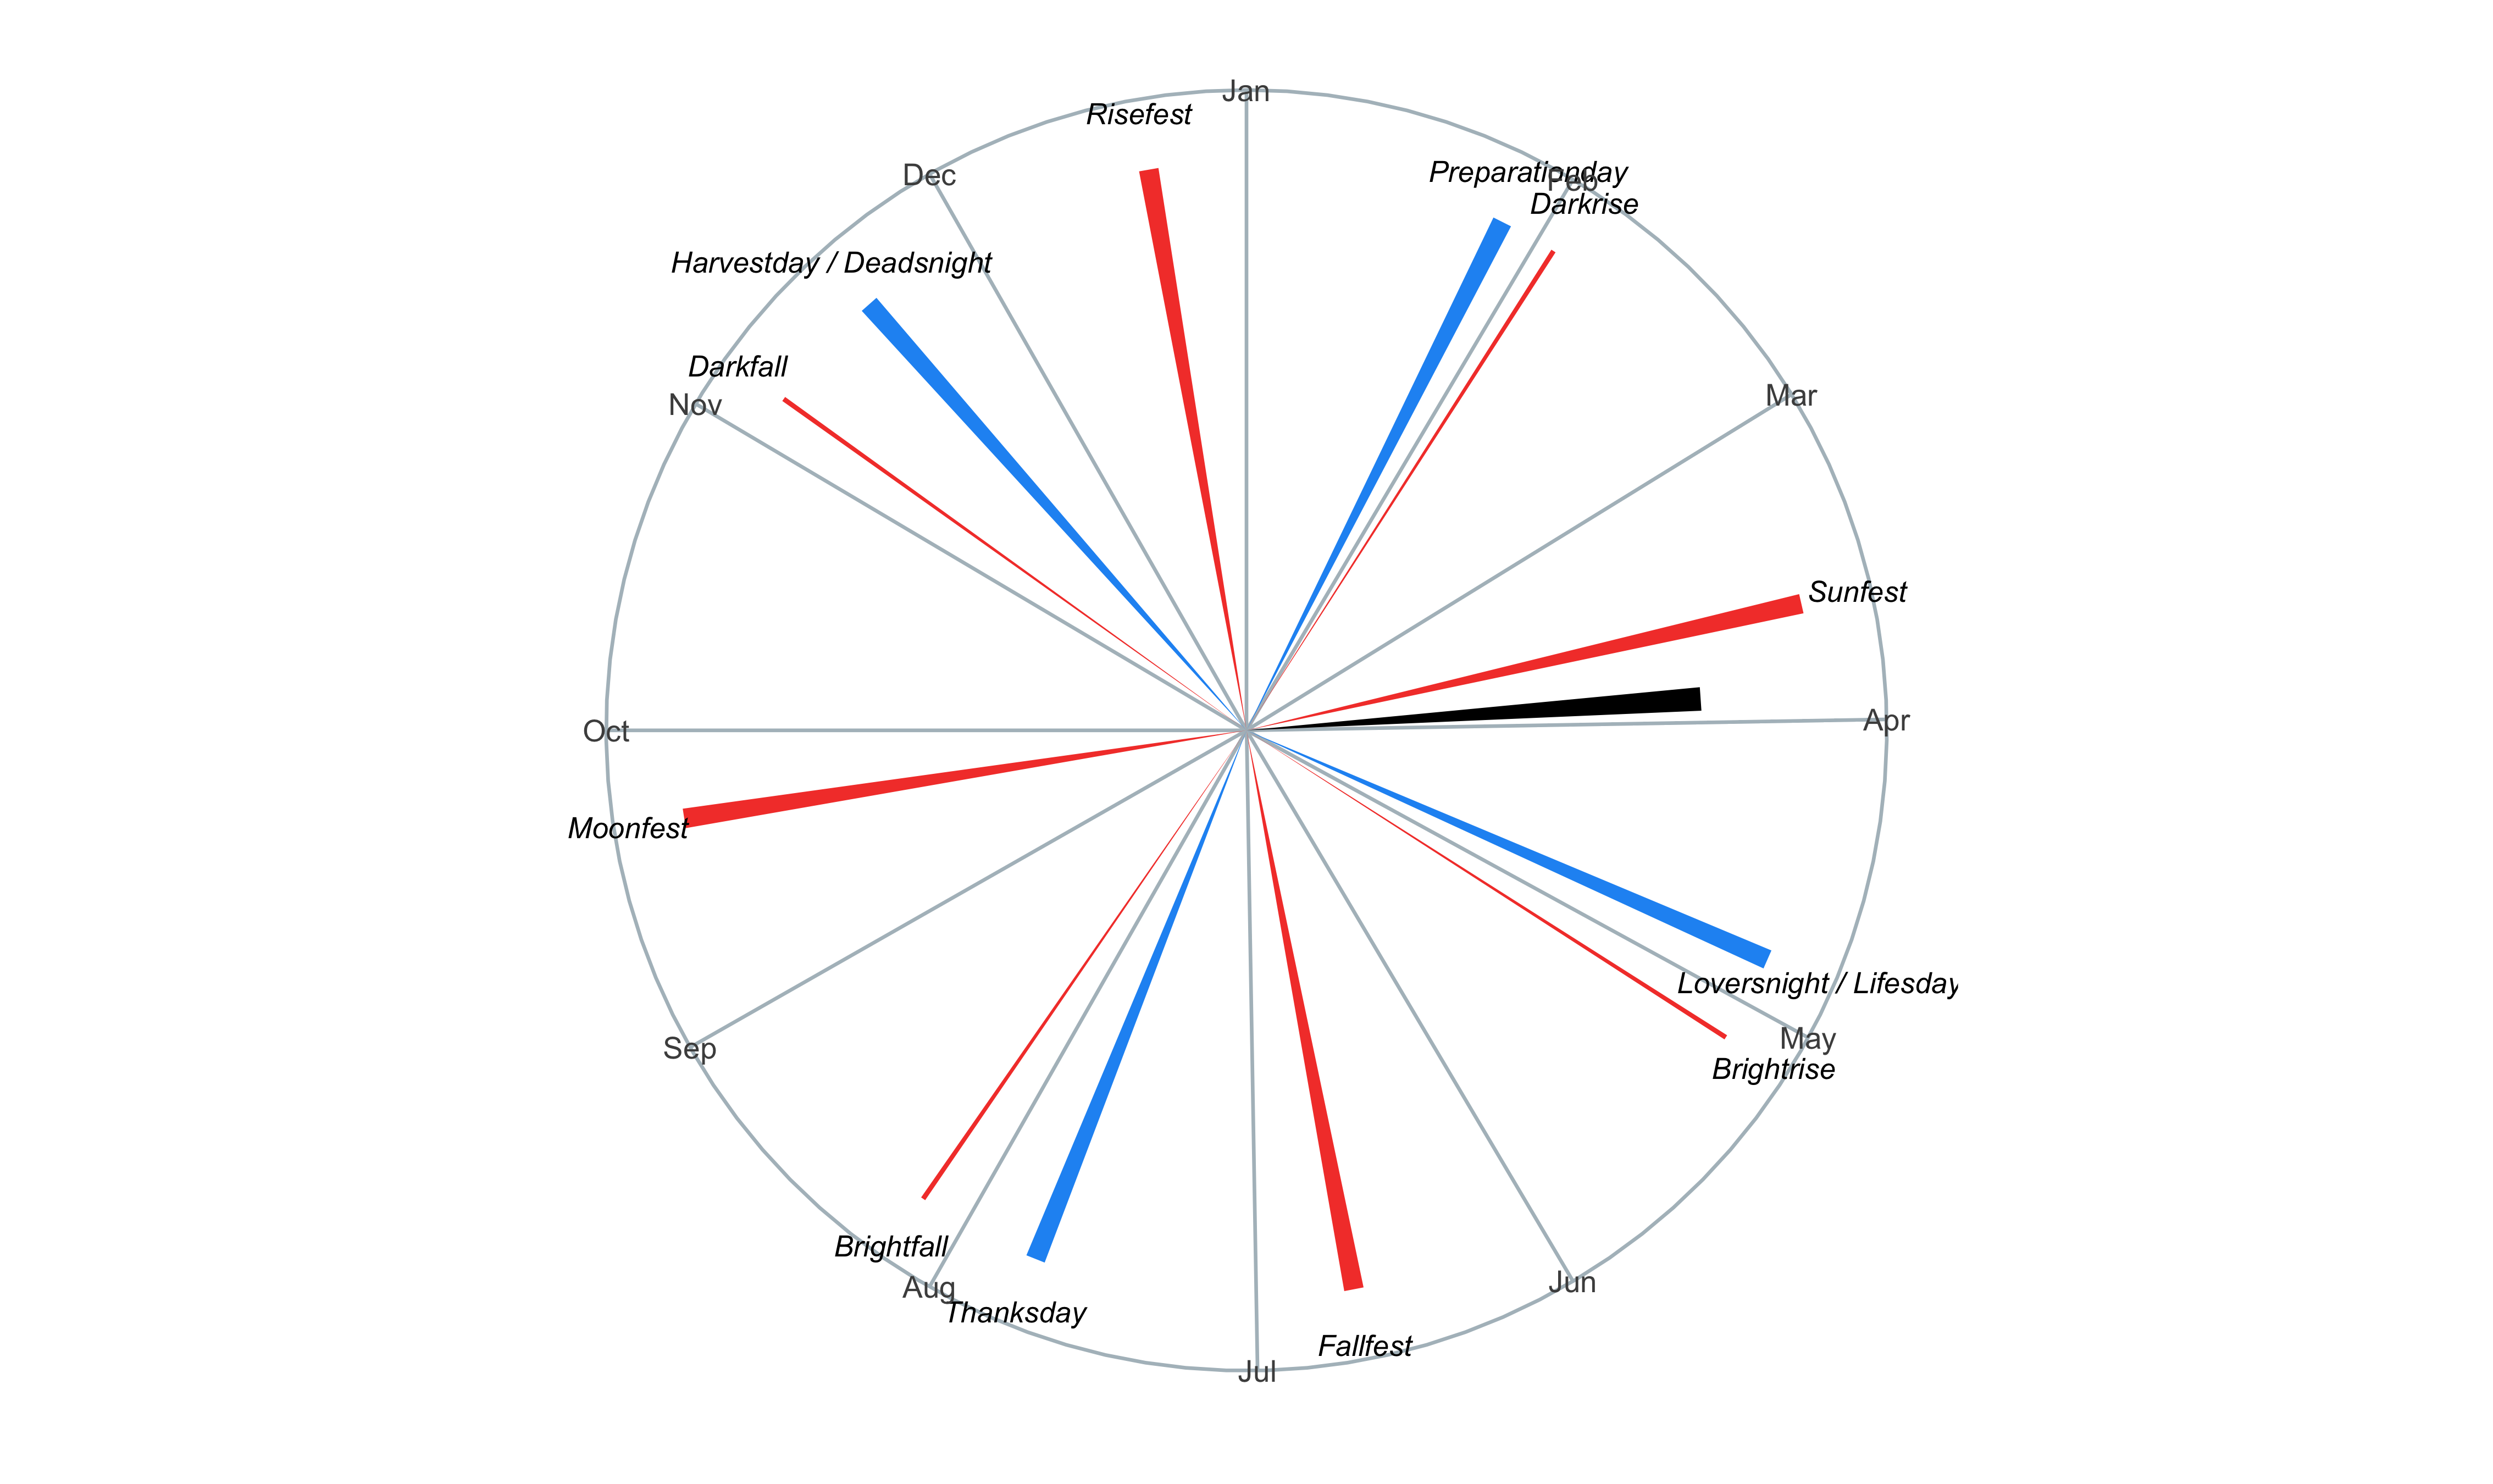 Jan
Risefest
Preparationday
Feb
Dec
Darkrise
Harvestday / Deadsnight
Darkfall
Nov
Mar
Sunfest
Oct
Apr
Moonfest
Loversnight / Lifesday
Sep
May
Brightrise
Brightfall
Aug
Jun
Thanksday
Fallfest
Jul